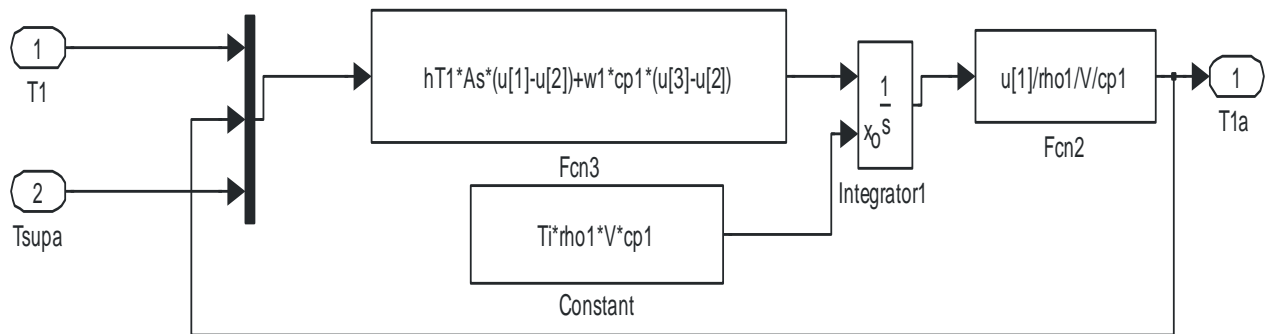 1
T1
2
Tsupa
hT1*As*(u[1]-u[2])+w1*cp1*(u[3]-u[2])
Fcn3
Ti*rho1*V*cp1
Constant
1
s
xo
Integrator1
u[1]/rho1/V/cp1
Fcn2
1
T1a